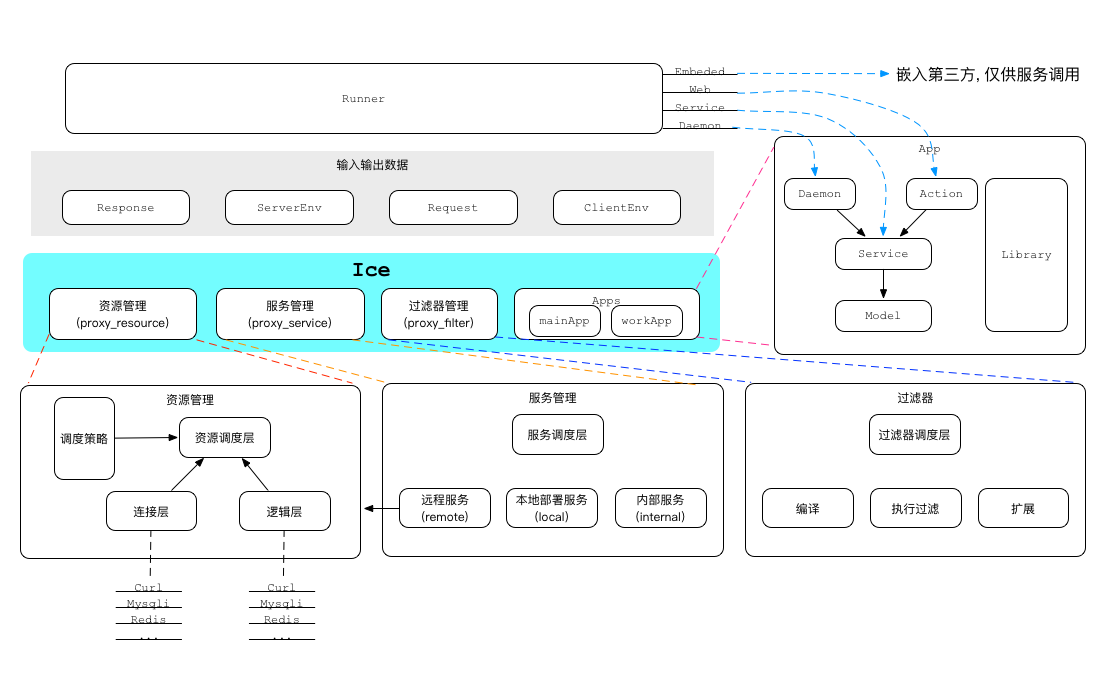 Embeded
嵌入第三方, 仅供服务调用
Web
Runner
Service
Daemon
App
输入输出数据
Daemon
Action
Response
ServerEnv
Request
ClientEnv
Service
Library
Ice
资源管理
(proxy_resource)
服务管理
(proxy_service)
过滤器管理
(proxy_filter)
Apps
mainApp
workApp
Model
资源管理
调度策略
资源调度层
连接层
逻辑层
服务管理
服务调度层
远程服务
(remote)
本地部署服务
(local)
内部服务
(internal)
过滤器
过滤器调度层
编译
执行过滤
扩展
Curl
Mysqli
Redis
...
Curl
Mysqli
Redis
...